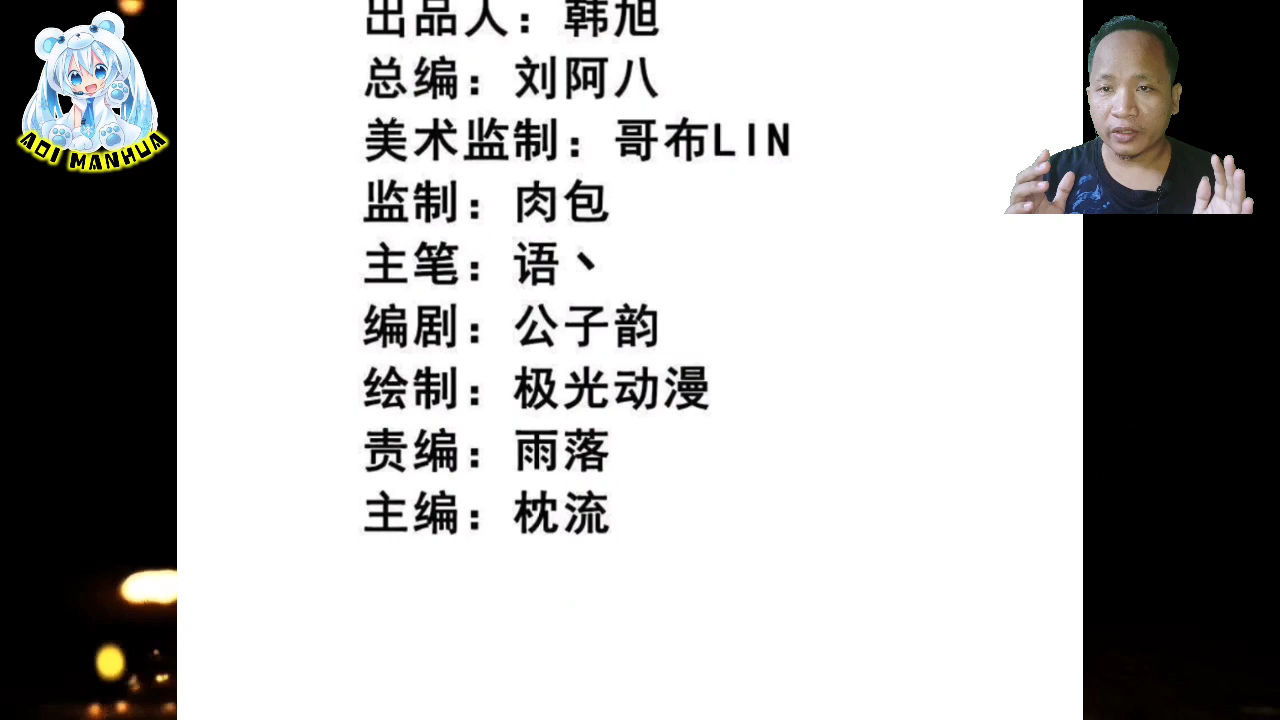 AOI MANHUA
出品人：韩旭
总编：刘阿八
美术监制：哥布LIN
监制：肉包
主笔：语丶
编剧：公子韵
绘制：极光动漫
责编：雨落
主编：枕流